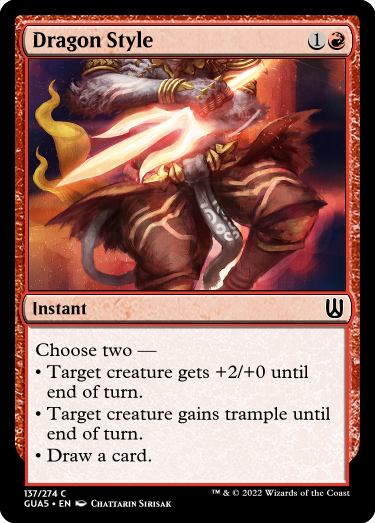 Dragon Style 1
Instant
Choose two —
• Target creature gets +2/+0 until
end of turn.
• Target creature gains trample until
end of turn.
• Draw a card.
137/274 C
GUA5 • EN Chattarin Sirisak
™ & © 2022 Wizards of the Coast